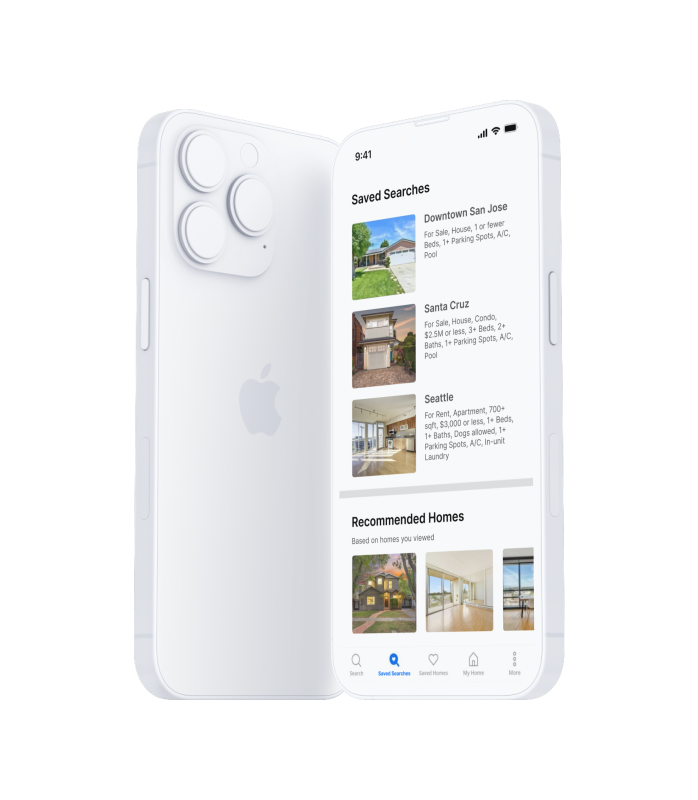 9:41
Saved Searches
Downtown San Jose
For Sale, House, 1 or fewer
Beds, 1+ Parking Spots, A/C,
Pool
Santa Cruz
For Sale, House, Condo,
$2.5M or less, 3+ Beds, 2+
Baths, 1+ Parking Spots, A/C,
Pool
Seattle
For Rent, Apartment, 700+
sqft, $3,000 or less, 1+ Beds,
1+ Baths, Dogs allowed, 1+
Parking Spots, A/C, In-unit
Laundry
Recommended Homes
Based on homes you viewed
Search Saved Searches Saved Homes My Home More